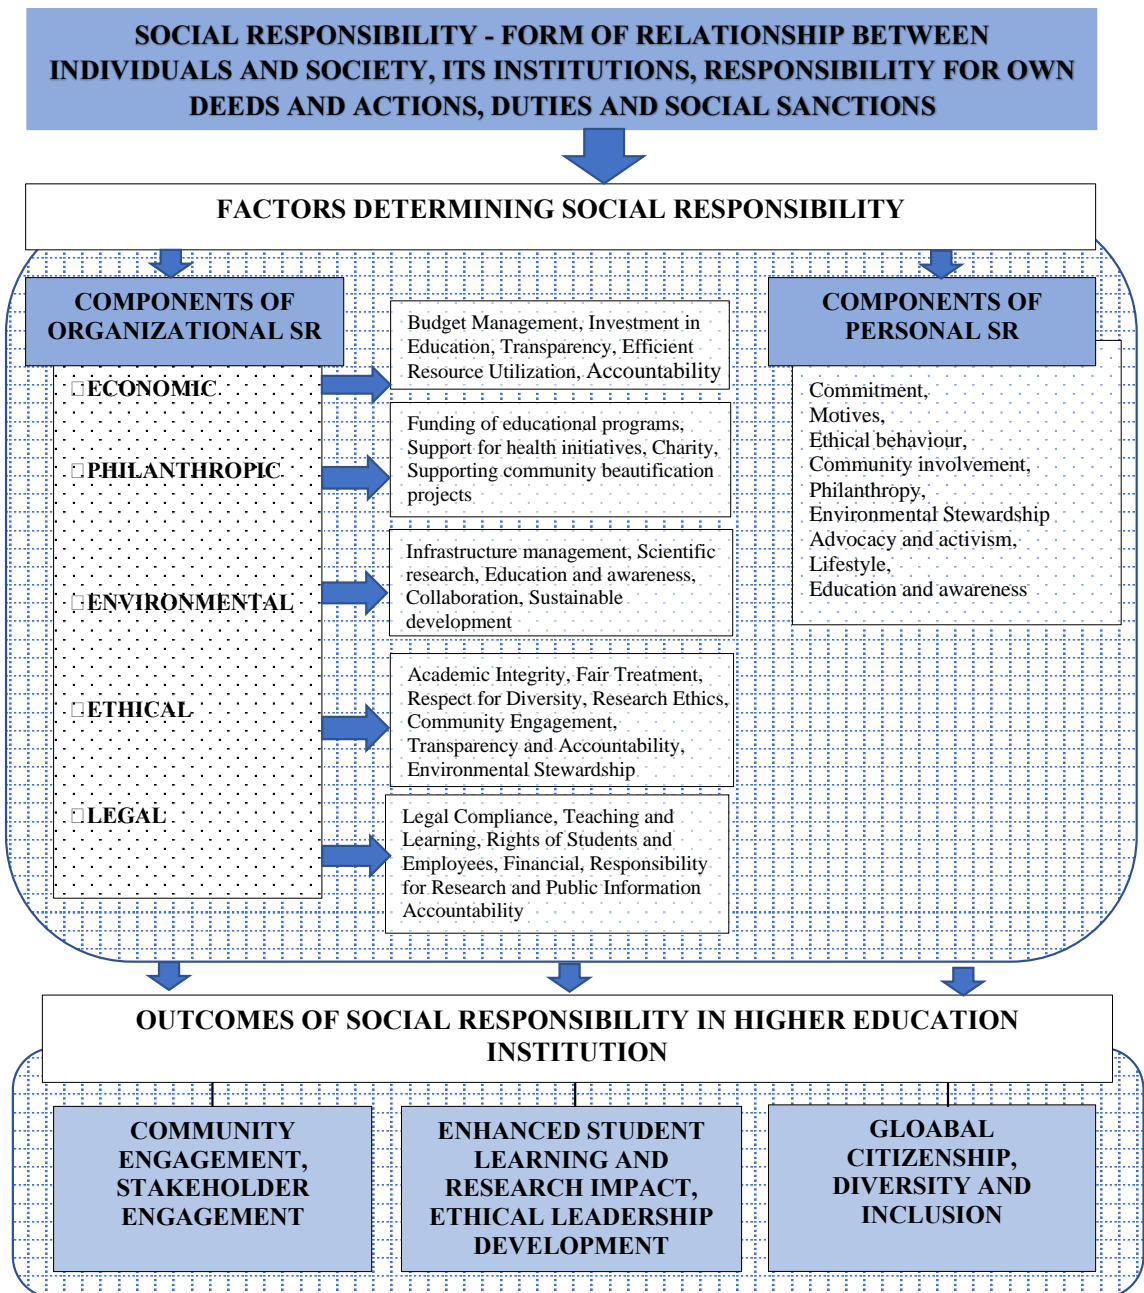 SOCIAL RESPONSIBILITY - FORM OF RELATIONSHIP BETWEEN
INDIVIDUALS AND SOCIETY, ITS INSTITUTIONS, RESPONSIBILITY FOR OWN
DEEDS AND ACTIONS, DUTIES AND SOCIAL SANCTIONS
FACTORS DETERMINING SOCIAL RESPONSIBILITY
COMPONENTS OF
ORGANIZATIONAL SR
ECONOMIC
PHILANTHROPIC
ENVIRONMENTAL
ETHICAL
LEGAL
Budget Management, Investment in
Education, Transparency, Efficient
Resource Utilization, Accountability
Funding of educational programs,
Support for health initiatives, Charity,
Supporting community beautification
projects
Infrastructure management, Scientific
research, Education and awareness,
Collaboration, Sustainable
development
Academic Integrity, Fair Treatment,
Respect for Diversity, Research Ethics,
Community Engagement,
Transparency and Accountability,
Environmental Stewardship
Legal Compliance, Teaching and
Learning, Rights of Students and
Employees, Financial, Responsibility
for Research and Public Information
Accountability
COMPONENTS OF
PERSONAL SR
Commitment,
Motives,
Ethical behaviour,
Community involvement,
Philanthropy,
Environmental Stewardship
Advocacy and activism,
Lifestyle,
Education and awareness
OUTCOMES OF SOCIAL RESPONSIBILITY IN HIGHER EDUCATION
INSTITUTION
COMMUNITY
ENGAGEMENT,
STAKEHOLDER
ENGAGEMENT
ENHANCED STUDENT
LEARNING AND
RESEARCH IMPACT,
ETHICAL LEADERSHIP
DEVELOPMENT
GLOABAL
CITIZENSHIP,
DIVERSITY AND
INCLUSION